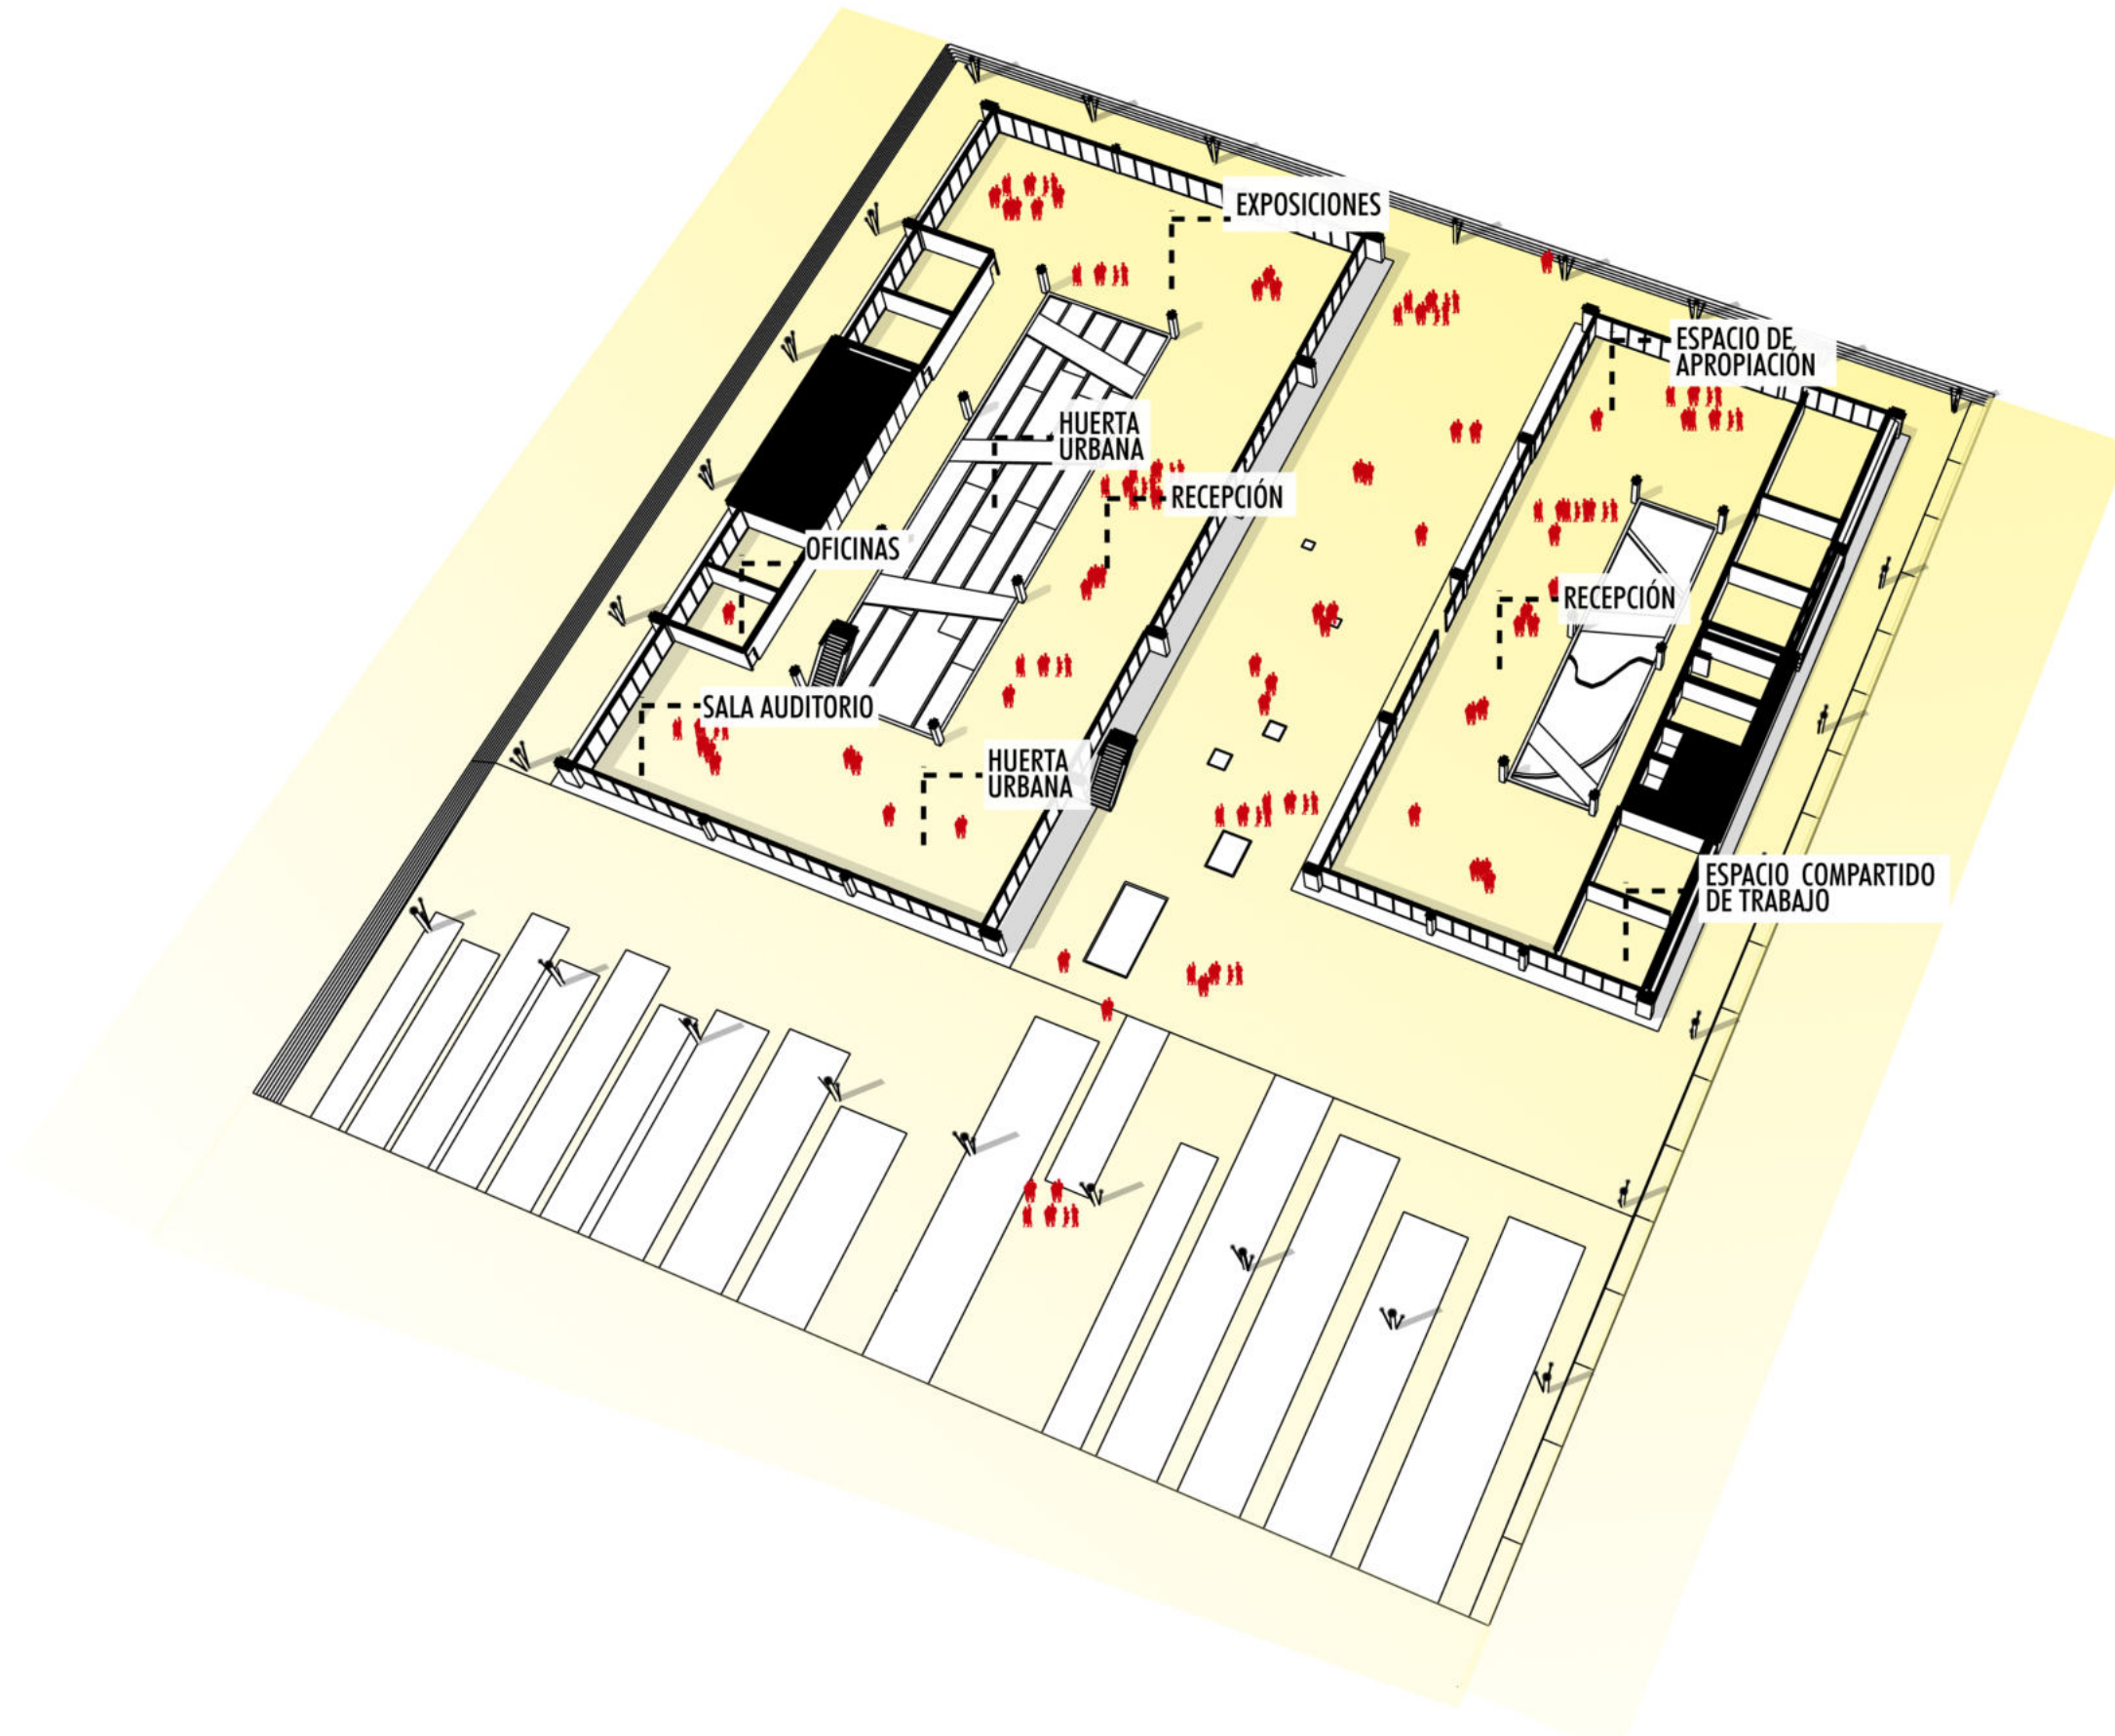 EXPOSICIONES
ESPACIO DE
APROPIACIÓN
HUERTA
URBANA
RECEPCIÓN
OFICINAS
RECEPCIÓN
SALA AUDITORIO
HUERTA
URBANA
ESPACIO COMPARTIDO
DE TRABAJO